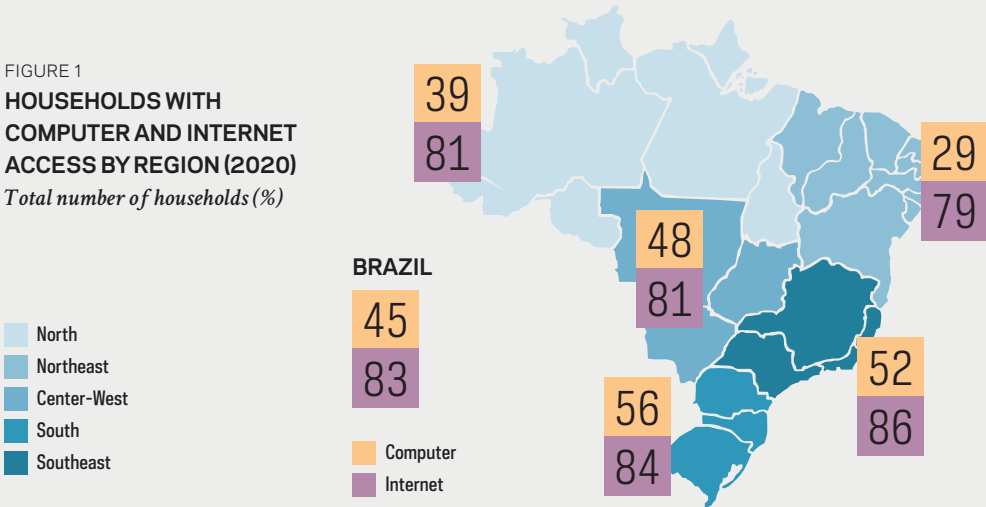 FIGURE 1
HOUSEHOLDS WITH
COMPUTER AND INTERNET
ACCESS BY REGION (2020)
Total number of households (%)
North
Northeast
Center-West
South
Southeast
BRAZIL
45
83
Computer
Internet
39
81
29
79
48
81
52
86
56
84